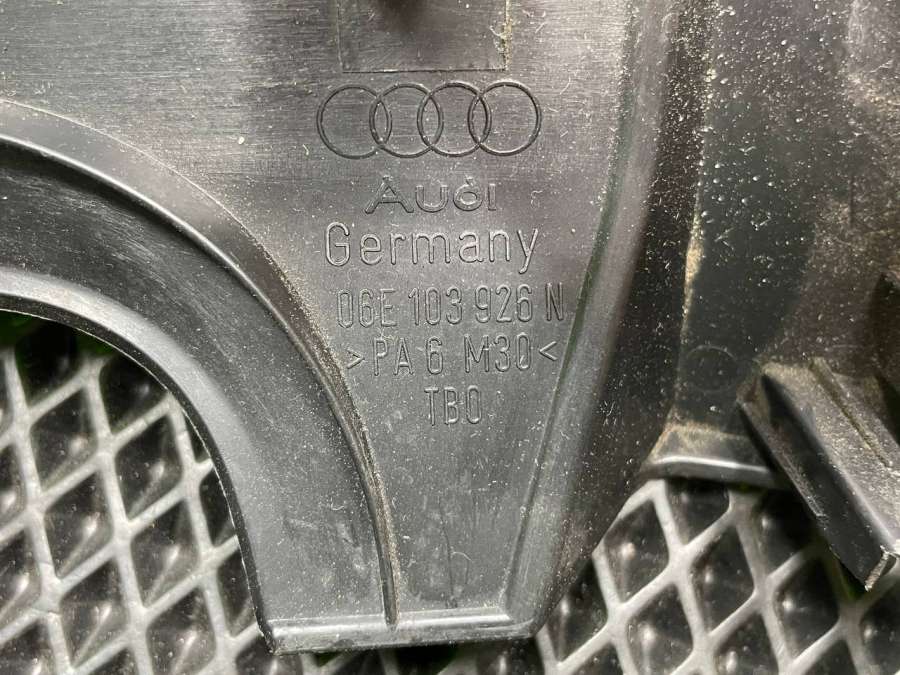 Audi
Germany
06E 103 926 N
>PA 6 M30<
TBO